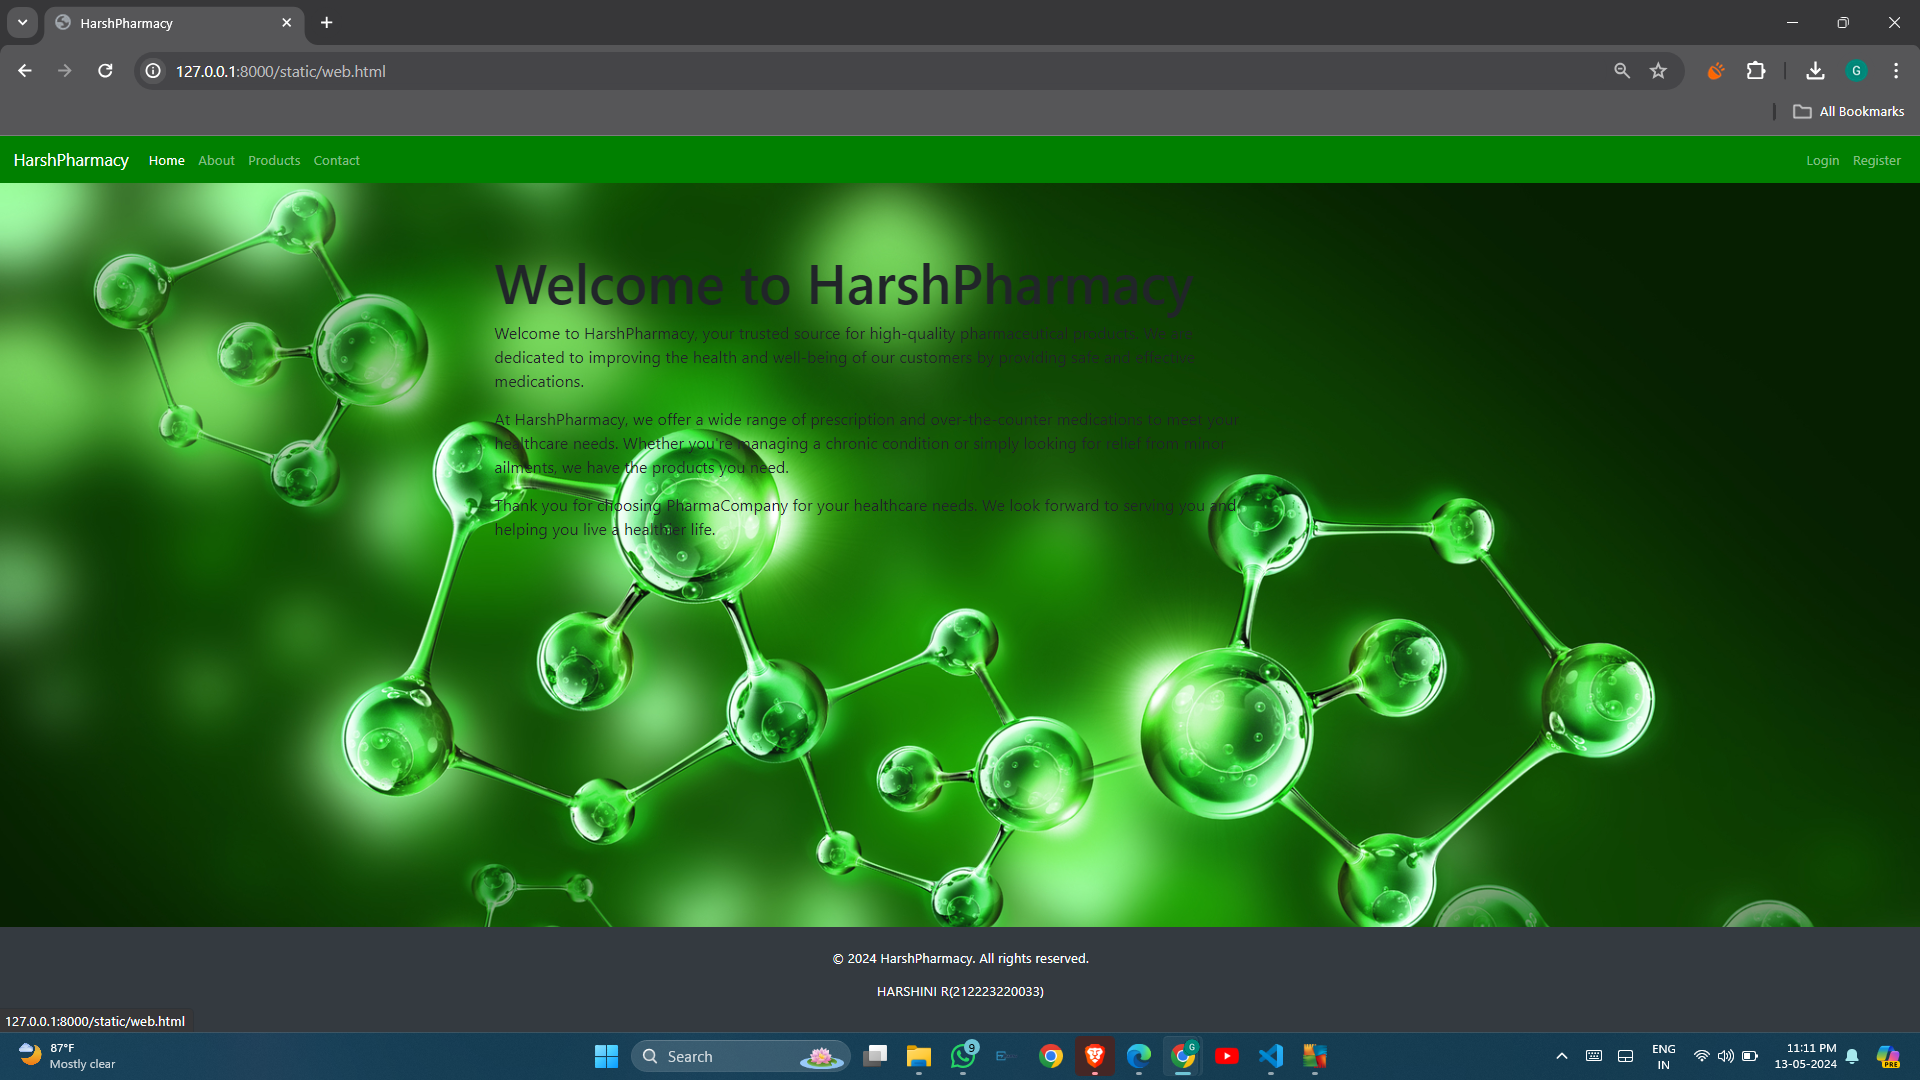 HarshPharmacy
127.0.0.1:8000/static/web.html
G
All Bookmarks
HarshPharmacy Home About Products Contact Login Register
Welcome to HarshPharmacy
Welcome to HarshPharmacy, your trusted source for high-quality pharmaceutical products. We are
dedicated to improving the health and well-being of our customers by providing safe and effective
medications.
At HarshPharmacy, we offer a wide range of prescription and over-the-counter medications to meet your
healthcare needs. Whether you're managing a chronic condition or simply looking for relief from minor
ailments, we have the products you need.
Thank you for choosing PharmaCompany for your healthcare needs. We look forward to serving you and
helping you live a healthier life.
© 2024 HarshPharmacy. All rights reserved.
HARSHINI R(212223220033)
127.0.0.1:8000/static/web.html
87°F
Mostly clear
Search
9
G
ENG
IN
11:11 PM
13-05-2024
PRE